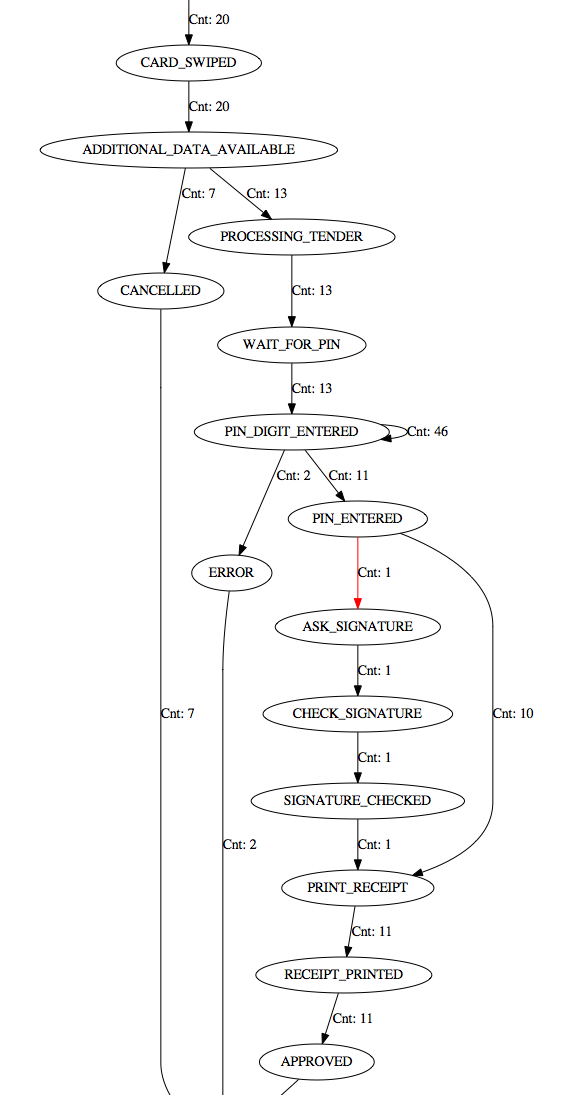 Cnt: 20
CARD_SWIPED
Cnt: 20
ADDITIONAL_DATA_AVAILABLE
Cnt: 7
Cnt: 13
PROCESSING_TENDER
CANCELLED
Cnt: 13
WAIT_FOR_PIN
Cnt: 13
PIN_DIGIT_ENTERED
Cnt: 46
Cnt: 2
Cnt: 11
PIN_ENTERED
ERROR
Cnt: 1
ASK_SIGNATURE
Cnt: 1
CHECK_SIGNATURE
Cnt: 7
Cnt: 10
Cnt: 1
SIGNATURE_CHECKED
Cnt: 2
Cnt: 1
PRINT_RECEIPT
Cnt: 11
RECEIPT_PRINTED
Cnt: 11
APPROVED